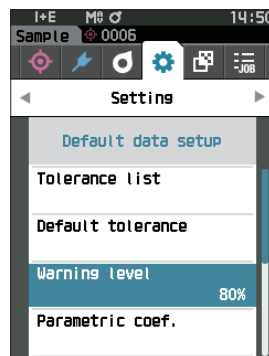 I+E M0 ♂ 14:50
Sample 0006
-JOB
Setting
Default data setup
Tolerance list
Default tolerance
Warning level
80%
Parametric coef.